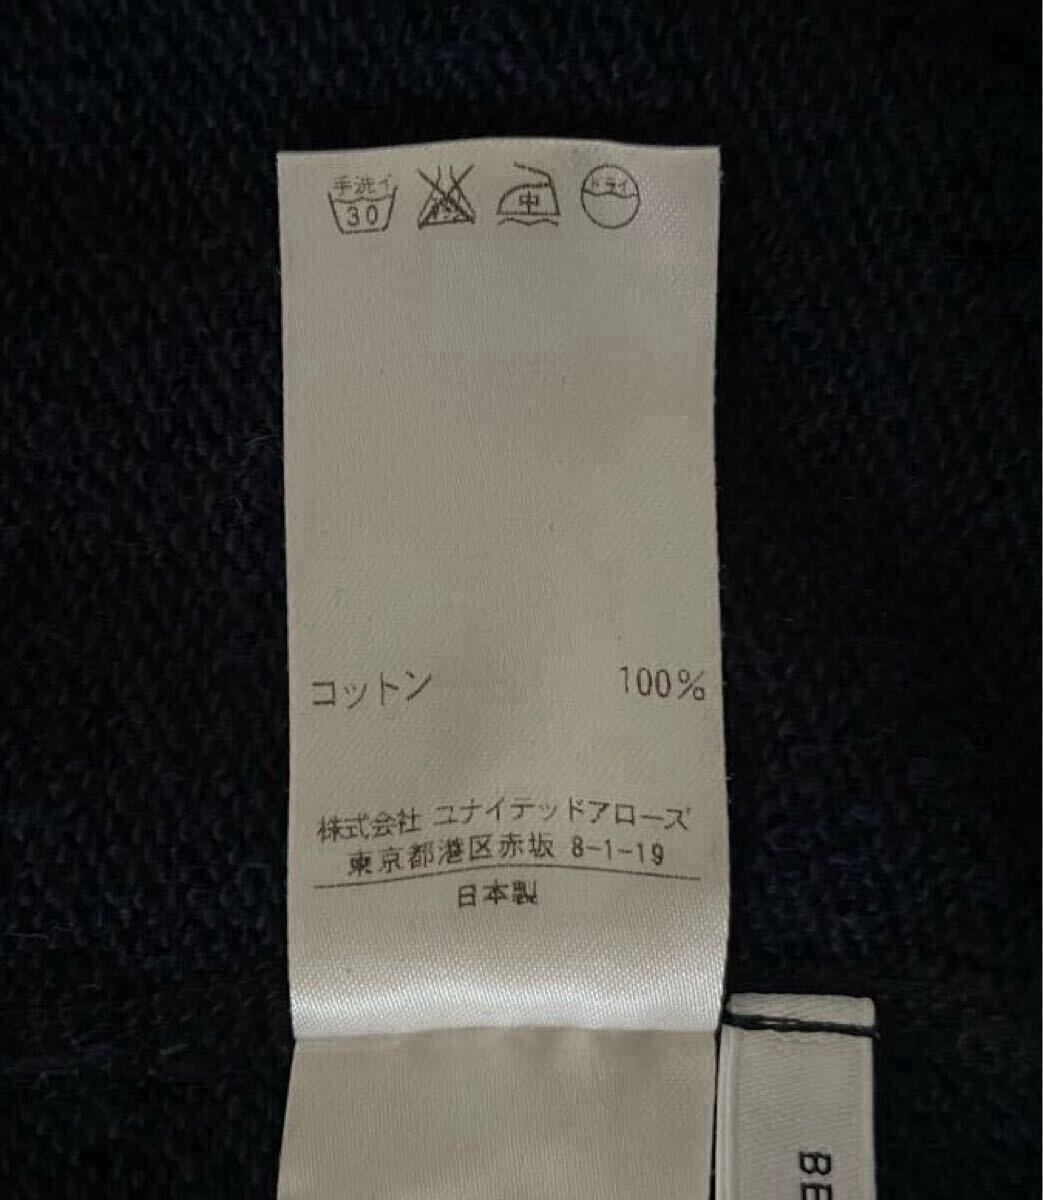 手洗イ
30
中
ドライ
コットン 100%
株式会社 ユナイテッドアローズ
東京都港区赤坂 8-1-19
日本製
BE